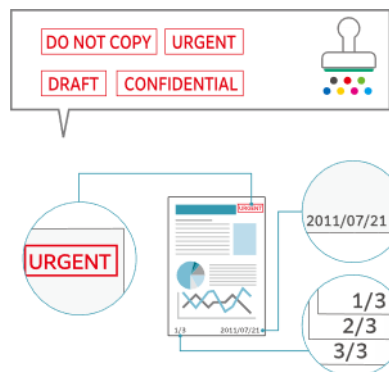 DO NOT COPY URGENT
DRAFT CONFIDENTIAL
URGENT
URGENT
2011/07/21
1/3 2011/07/21
1/3
2/3
3/3